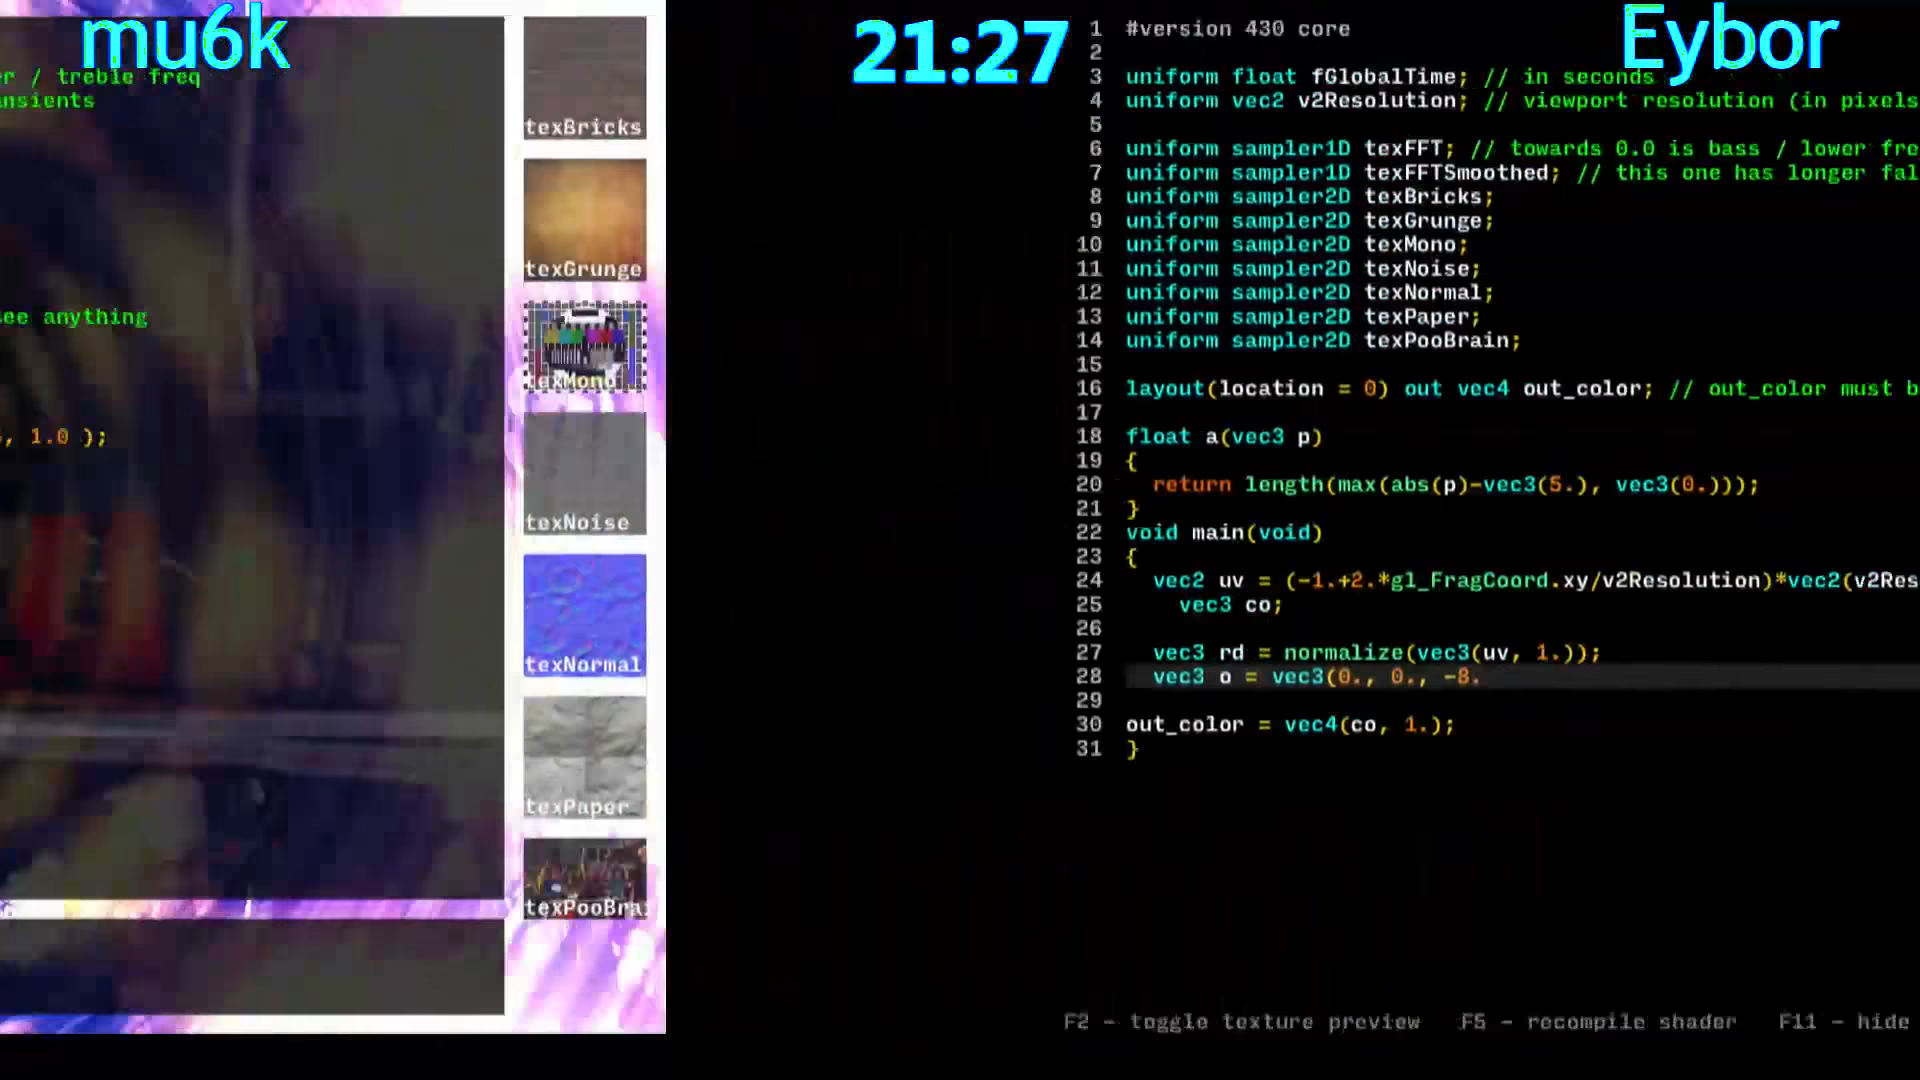 mu6k
r / treble freq
nsients
see anything
, 1.0 );
texBricks
texGrunge
texMono
texNoise
texNormal
texPaper
texPooBrai
21:27
Eybor
1 #version 430 core
2
3 uniform float fGlobalTime; // in seconds
4 uniform vec2 v2Resolution; // viewport resolution (in pixels
5
6 uniform sampler1D texFFT; // towards 0.0 is bass / lower fre
7 uniform sampler1D texFFTSmoothed; // this one has longer fal
8 uniform sampler2D texBricks;
9 uniform sampler2D texGrunge;
10 uniform sampler2D texMono;
11 uniform sampler2D texNoise;
12 uniform sampler2D texNormal;
13 uniform sampler2D texPaper;
14 uniform sampler2D texPooBrain;
15
16 layout(location = 0) out vec4 out_color; // out_color must b
17
18 float a(vec3 p)
19 {
20 return length(max(abs(p)-vec3(5.), vec3(0.)));
21 }
22 void main(void)
23 {
24 vec2 uv = (-1.+2.*gl_FragCoord.xy/v2Resolution)*vec2(v2Res
25 vec3 co;
26
27 vec3 rd = normalize(vec3(uv, 1.));
28 vec3 o = vec3(0., 0., -8.
29
30 out_color = vec4(co, 1.);
31 }
F2 - toggle texture preview F5 - recompile shader F11 - hide